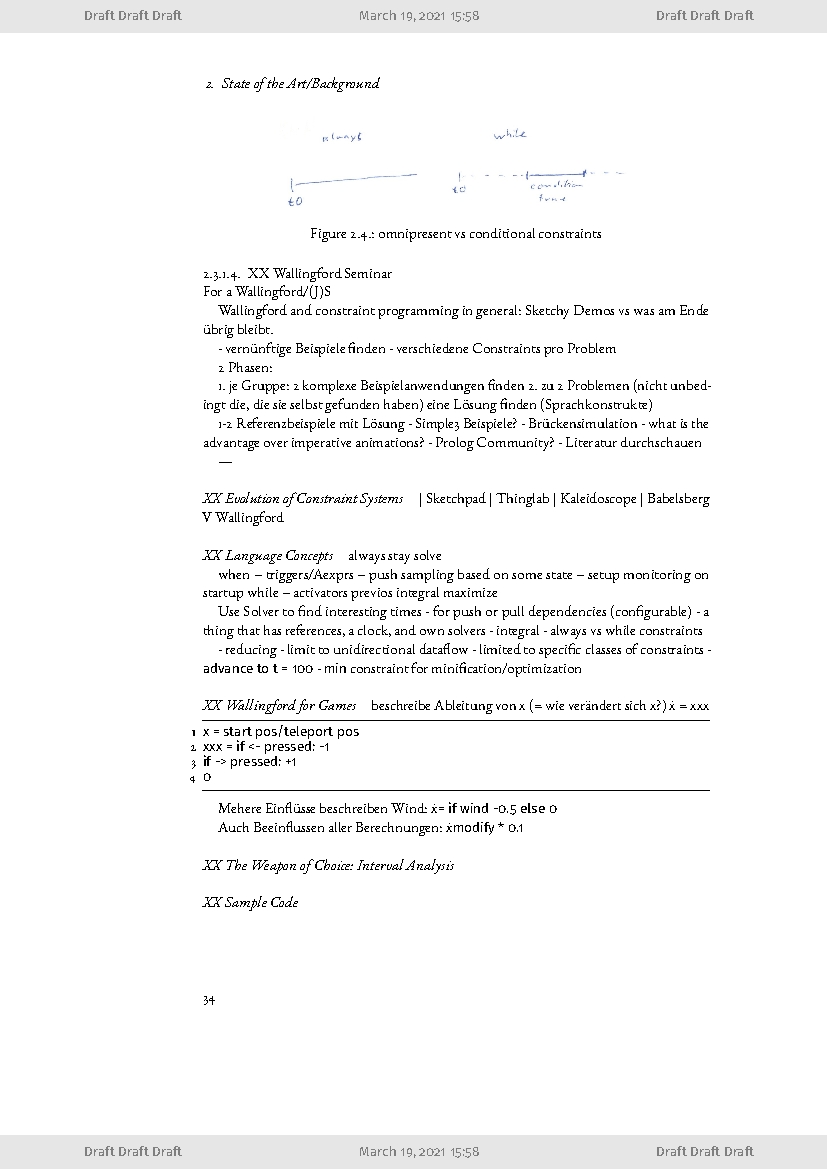 Draft Draft Draft March 19, 2021 15:58 Draft Draft Draft
2. State of the Art/Background
always while
t0 t0 condition
true
Figure 2.4.: omnipresent vs conditional constraints
2.3.1.4. XX Wallingford Seminar
For a Wallingford/(J)S
Wallingford and constraint programming in general: Sketchy Demos vs was am Ende
übrig bleibt.
- vernünftige Beispiele finden - verschiedene Constraints pro Problem
2 Phasen:
1. je Gruppe: 2 komplexe Beispielanwendungen finden 2. zu 2 Problemen (nicht unbed-
ingt die, die sie selbst gefunden haben) eine Lösung finden (Sprachkonstrukte)
1-2 Referenzbeispiele mit Lösung - Simple3 Beispiele? - Brückensimulation - what is the
advantage over imperative animations? - Prolog Community? - Literatur durchschauen
—
XX Evolution of Constraint Systems | Sketchpad | Thinglab | Kaleidoscope | Babelsberg
V Wallingford
XX Language Concepts always stay solve
when – triggers/Aexprs – push sampling based on some state – setup monitoring on
startup while – activators previos integral maximize
Use Solver to find interesting times - for push or pull dependencies (configurable) - a
thing that has references, a clock, and own solvers - integral - always vs while constraints
- reducing - limit to unidirectional dataflow - limited to specific classes of constraints -
advance to t = 100 - min constraint for minification/optimization
XX Wallingford for Games beschreibe Ableitung von x (= wie verändert sich x?) ẋ = xxx
1 x = start pos/teleport pos
2 xxx = if <- pressed: -1
3 if -> pressed: +1
4 0
Mehere Einflüsse beschreiben Wind: ẋ= if wind -0.5 else 0
Auch Beeinflussen aller Berechnungen: ẋmodify * 0.1
XX The Weapon of Choice: Interval Analysis
XX Sample Code
34
Draft Draft Draft March 19, 2021 15:58 Draft Draft Draft